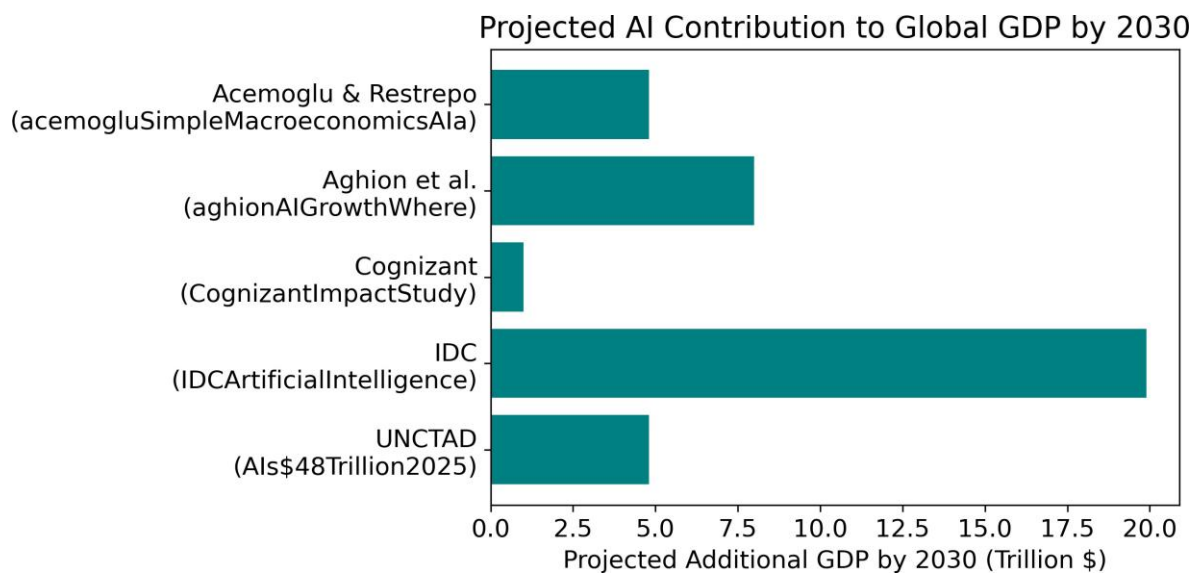 Projected AI Contribution to Global GDP by 2030
Acemoglu & Restrepo
(acemogluSimpleMacroeconomicsAIa)
Aghion et al.
(aghionAIGrowthWhere)
Cognizant
(CognizantImpactStudy)
IDC
(IDCArtificialIntelligence)
UNCTAD
(AIs$48Trillion2025)
0.0 2.5 5.0 7.5 10.0 12.5 15.0 17.5 20.0
Projected Additional GDP by 2030 (Trillion $)